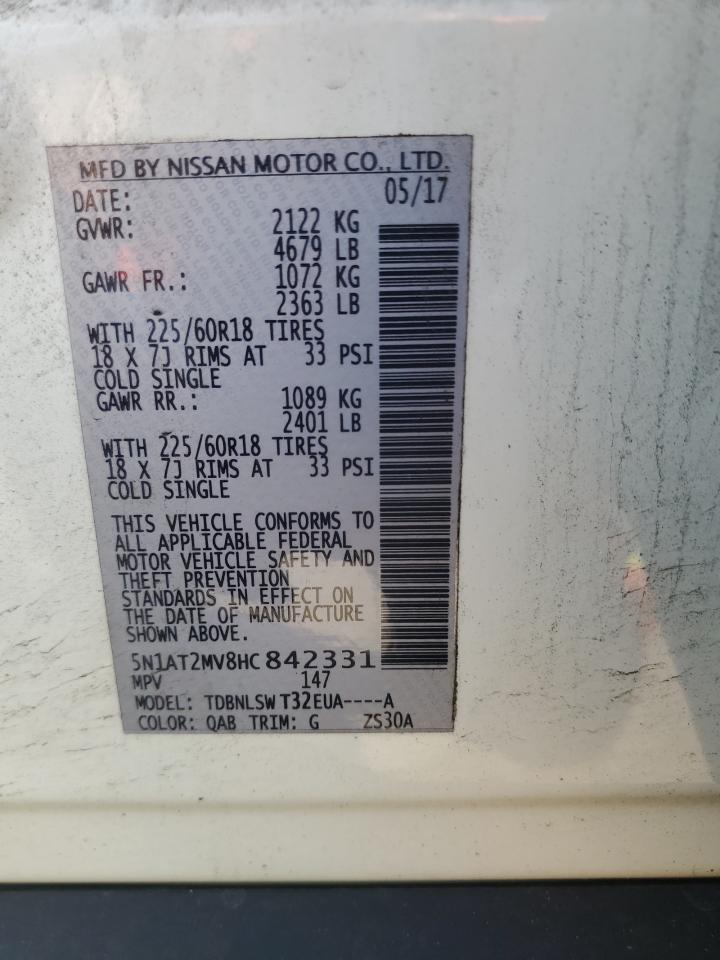 MFD BY NISSAN MOTOR CO., LTD.
DATE: 05/17
GVWR: 2122 KG
4679 LB
GAWR FR.: 1072 KG
2363 LB
WITH 225/60R18 TIRES
18 X 7J RIMS AT 33 PSI
COLD SINGLE
GAWR RR.: 1089 KG
2401 LB
WITH 225/60R18 TIRES
18 X 7J RIMS AT 33 PSI
COLD SINGLE
THIS VEHICLE CONFORMS TO
ALL APPLICABLE FEDERAL
MOTOR VEHICLE SAFETY AND
THEFT PREVENTION
STANDARDS IN EFFECT ON
THE DATE OF MANUFACTURE
SHOWN ABOVE.
5N1AT2MV8HC842331
MPV 147
MODEL: TDBNLSW T32EUA----A
COLOR: QAB TRIM: G ZS30A